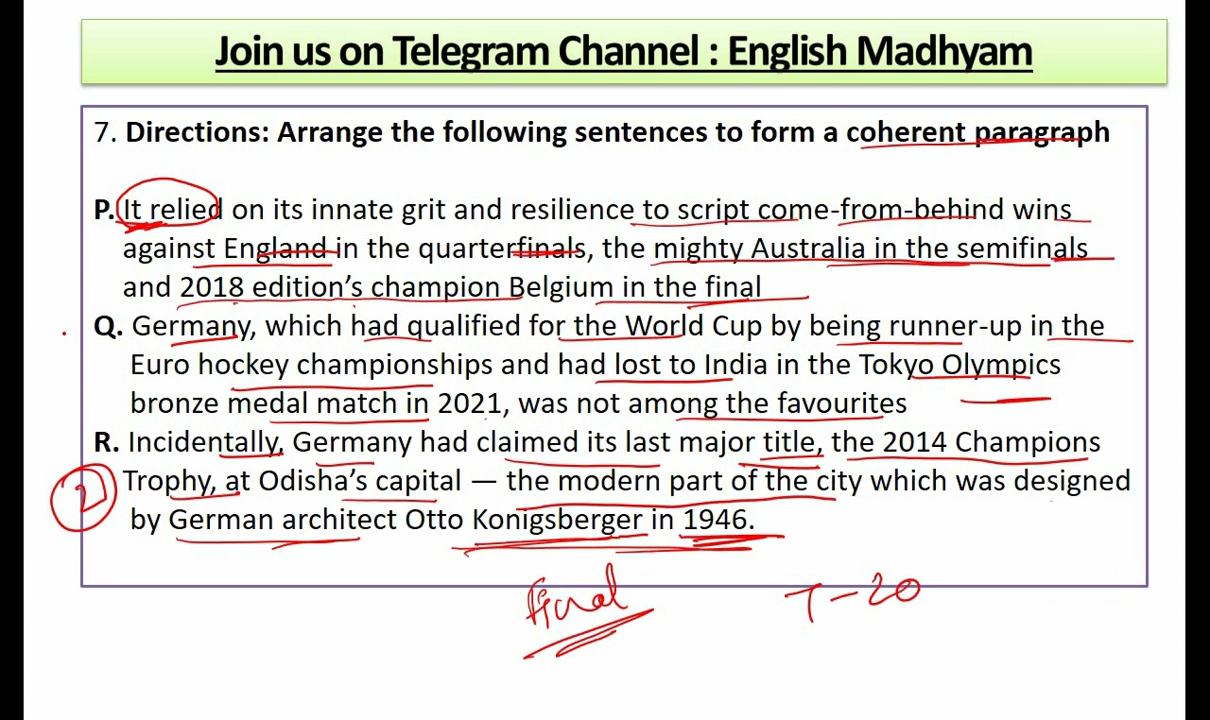 Join us on Telegram Channel : English Madhyam
7. Directions: Arrange the following sentences to form a coherent paragraph
P. It relied on its innate grit and resilience to script come-from-behind wins
against England in the quarterfinals, the mighty Australia in the semifinals
and 2018 edition's champion Belgium in the final
Q. Germany, which had qualified for the World Cup by being runner-up in the
Euro hockey championships and had lost to India in the Tokyo Olympics
bronze medal match in 2021, was not among the favourites
R. Incidentally, Germany had claimed its last major title, the 2014 Champions
2 Trophy, at Odisha's capital — the modern part of the city which was designed
by German architect Otto Konigsberger in 1946.
final T-20